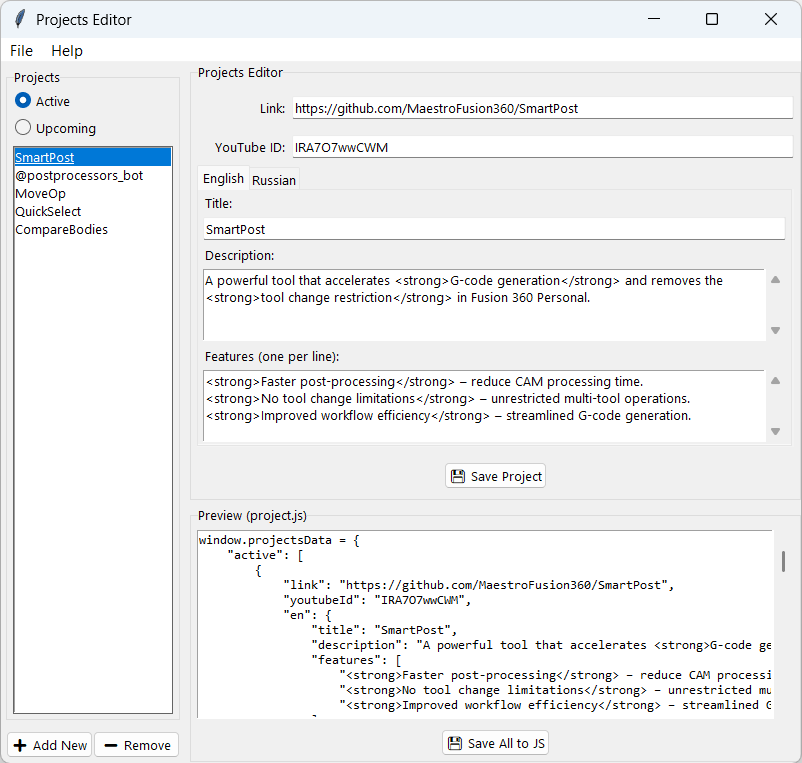 Projects Editor
File Help
Projects
Active
Upcoming
SmartPost
@postprocessors_bot
MoveOp
QuickSelect
CompareBodies
Add New
Remove
Projects Editor
Link: https://github.com/MaestroFusion360/SmartPost
YouTube ID: IRA7O7wwCWM
English Russian
Title:
SmartPost
Description:
A powerful tool that accelerates <strong>G-code generation</strong> and removes the
<strong>tool change restriction</strong> in Fusion 360 Personal.
Features (one per line):
<strong>Faster post-processing</strong> – reduce CAM processing time.
<strong>No tool change limitations</strong> – unrestricted multi-tool operations.
<strong>Improved workflow efficiency</strong> – streamlined G-code generation.
Save Project
Preview (project.js)
window.projectsData = {
    "active": [
        {
            "link": "https://github.com/MaestroFusion360/SmartPost",
            "youtubeId": "IRA7O7wwCWM",
            "en": {
                "title": "SmartPost",
                "description": "A powerful tool that accelerates <strong>G-code ge
                "features": [
                    "<strong>Faster post-processing</strong> – reduce CAM processi
                    "<strong>No tool change limitations</strong> – unrestricted mu
                    "<strong>Improved workflow efficiency</strong> – streamlined G
Save All to JS